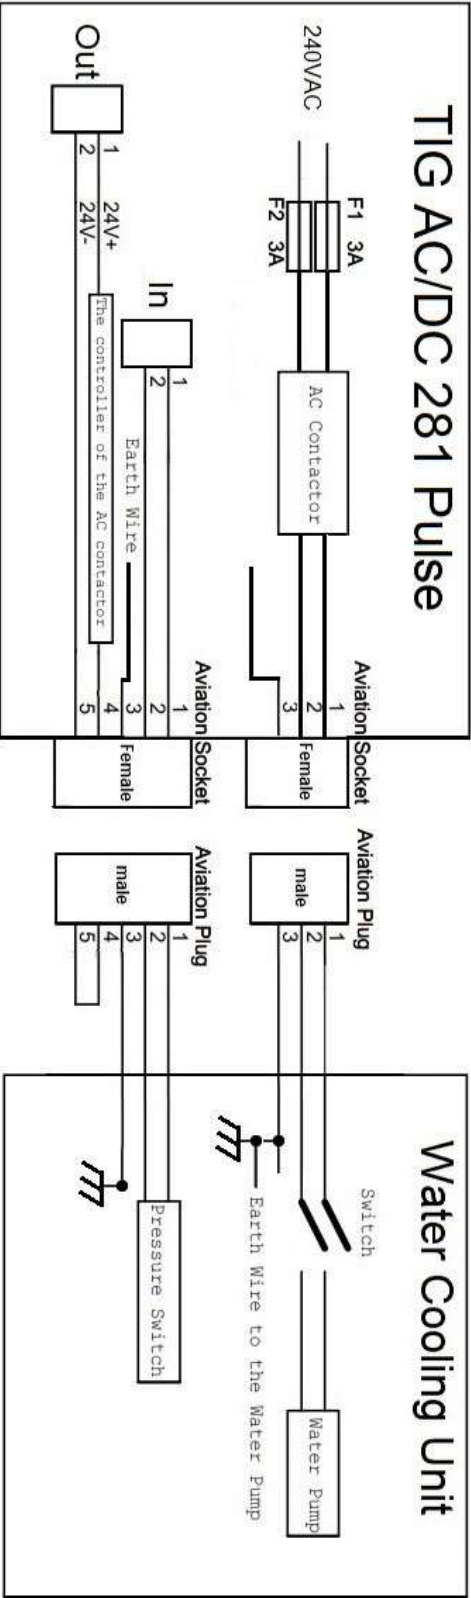 TIG AC/DC 281 Pulse
240VAC
F1 3A
F2 3A
AC Contactor
Aviation Socket
1
2
3
Female
In
1
2
Earth Wire
Out
1 24V+
2 24V-
The controller of the AC contactor
Aviation Socket
1
2
3
4
5
Female
Aviation Plug
male
1
2
3
Aviation Plug
male
1
2
3
4
5
Water Cooling Unit
Switch
Water Pump
Earth Wire to the Water Pump
Pressure Switch